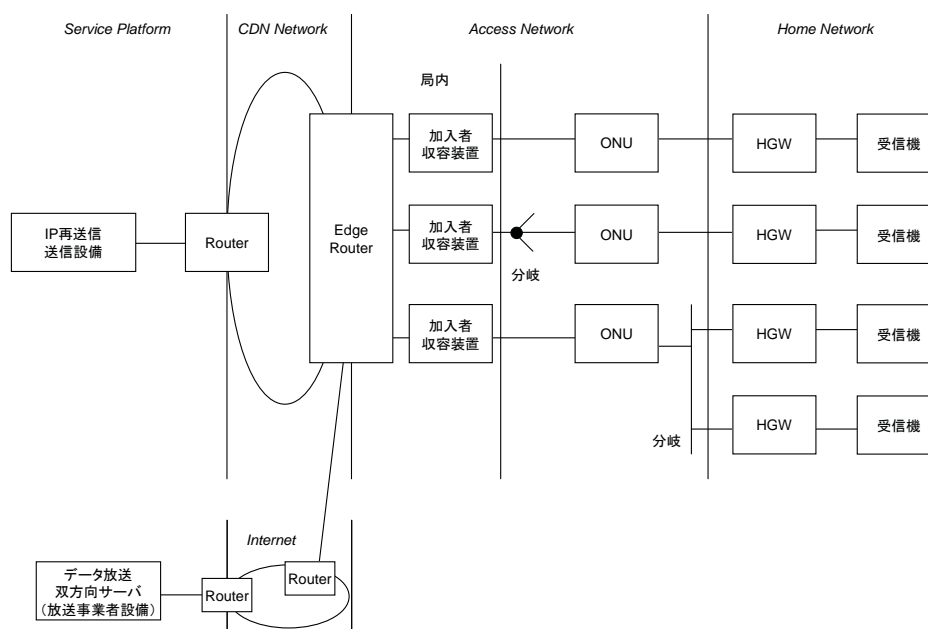 Service Platform
CDN Network
Access Network
Home Network
局内
加入者
収容装置
ONU
HGW
受信機
IP再送信
送信設備
Router
Edge
Router
加入者
収容装置
分岐
ONU
HGW
受信機
加入者
収容装置
ONU
HGW
受信機
分岐
HGW
受信機
Internet
データ放送
双方向サーバ
（放送事業者設備）
Router
Router